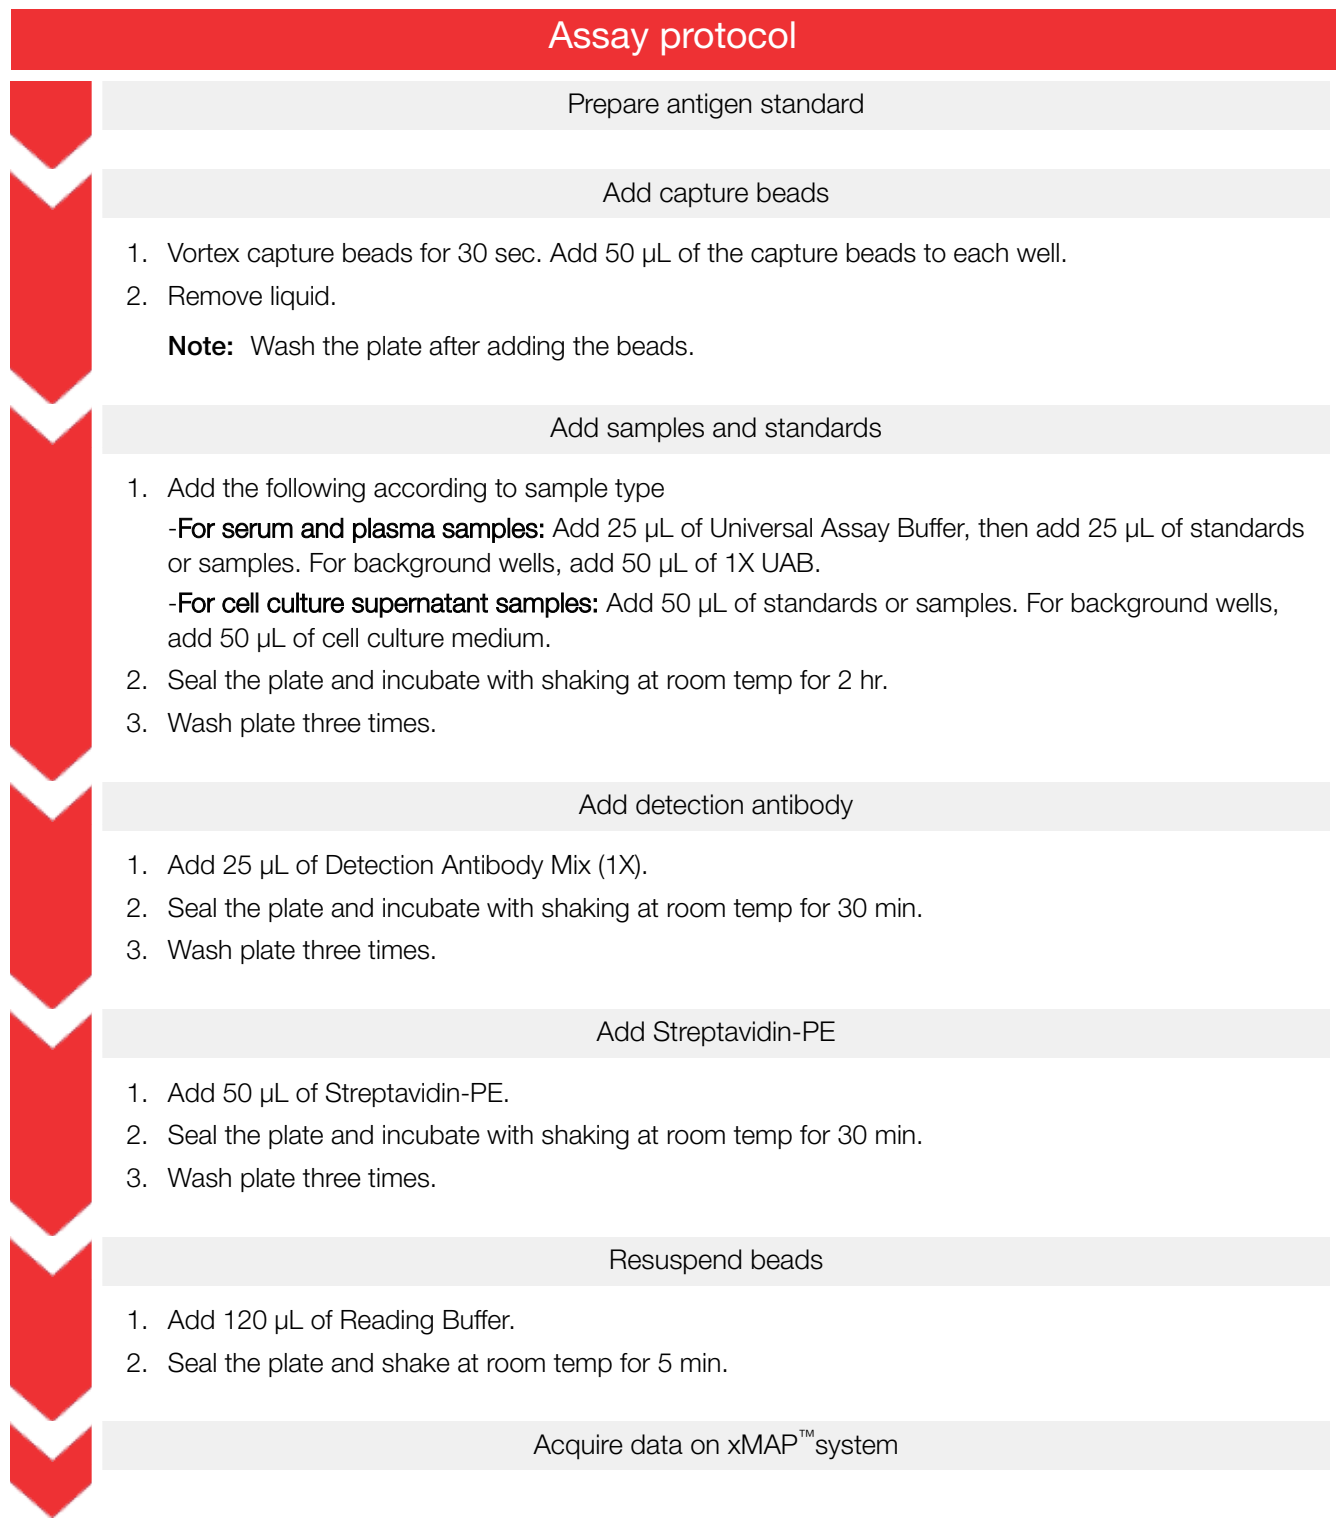 Assay protocol
Prepare antigen standard
Add capture beads
1. Vortex capture beads for 30 sec. Add 50 µL of the capture beads to each well.
2. Remove liquid.
Note: Wash the plate after adding the beads.
Add samples and standards
1. Add the following according to sample type
-For serum and plasma samples: Add 25 µL of Universal Assay Buffer, then add 25 µL of standards
or samples. For background wells, add 50 µL of 1X UAB.
-For cell culture supernatant samples: Add 50 µL of standards or samples. For background wells,
add 50 µL of cell culture medium.
2. Seal the plate and incubate with shaking at room temp for 2 hr.
3. Wash plate three times.
Add detection antibody
1. Add 25 µL of Detection Antibody Mix (1X).
2. Seal the plate and incubate with shaking at room temp for 30 min.
3. Wash plate three times.
Add Streptavidin-PE
1. Add 50 µL of Streptavidin-PE.
2. Seal the plate and incubate with shaking at room temp for 30 min.
3. Wash plate three times.
Resuspend beads
1. Add 120 µL of Reading Buffer.
2. Seal the plate and shake at room temp for 5 min.
Acquire data on xMAP™system